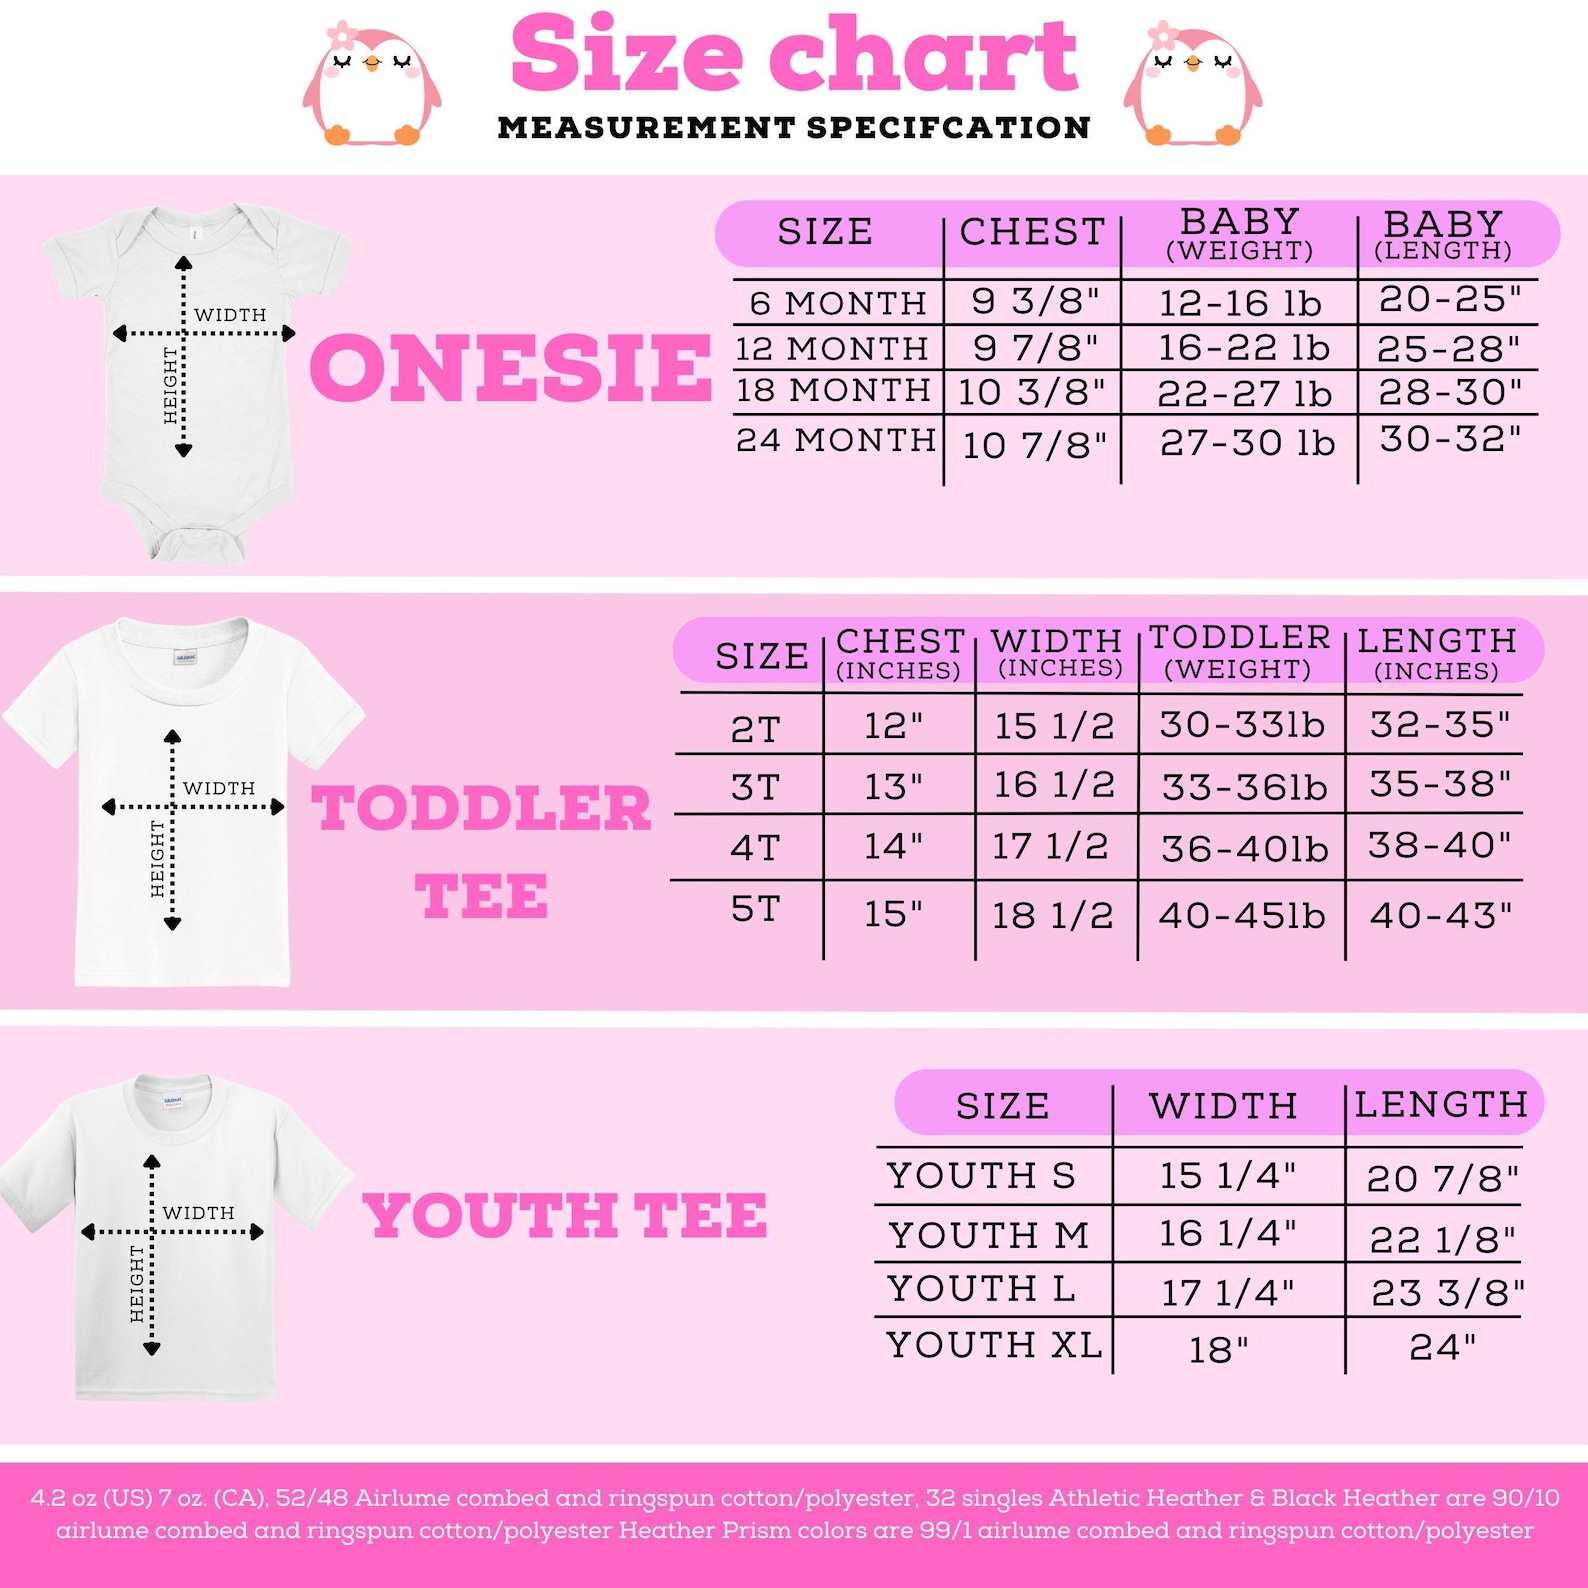 Size chart
MEASUREMENT SPECIFCATION
WIDTH
HEIGHT
ONESIE
SIZE CHEST BABY (WEIGHT) BABY (LENGTH)
6 MONTH 9 3/8" 12-16 lb 20-25"
12 MONTH 9 7/8" 16-22 lb 25-28"
18 MONTH 10 3/8" 22-27 lb 28-30"
24 MONTH 10 7/8" 27-30 lb 30-32"
GILDAN
WIDTH
HEIGHT
TODDLER
TEE
SIZE CHEST (INCHES) WIDTH (INCHES) TODDLER (WEIGHT) LENGTH (INCHES)
2T 12" 15 1/2 30-33lb 32-35"
3T 13" 16 1/2 33-36lb 35-38"
4T 14" 17 1/2 36-40lb 38-40"
5T 15" 18 1/2 40-45lb 40-43"
GILDAN
WIDTH
HEIGHT
YOUTH TEE
SIZE WIDTH LENGTH
YOUTH S 15 1/4" 20 7/8"
YOUTH M 16 1/4" 22 1/8"
YOUTH L 17 1/4" 23 3/8"
YOUTH XL 18" 24"
4.2 oz (US) 7 oz. (CA), 52/48 Airlume combed and ringspun cotton/polyester, 32 singles Athletic Heather & Black Heather are 90/10
airlume combed and ringspun cotton/polyester Heather Prism colors are 99/1 airlume combed and ringspun cotton/polyester